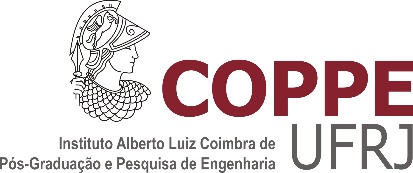 COPPE
UFRJ
Instituto Alberto Luiz Coimbra de
Pós-Graduação e Pesquisa de Engenharia